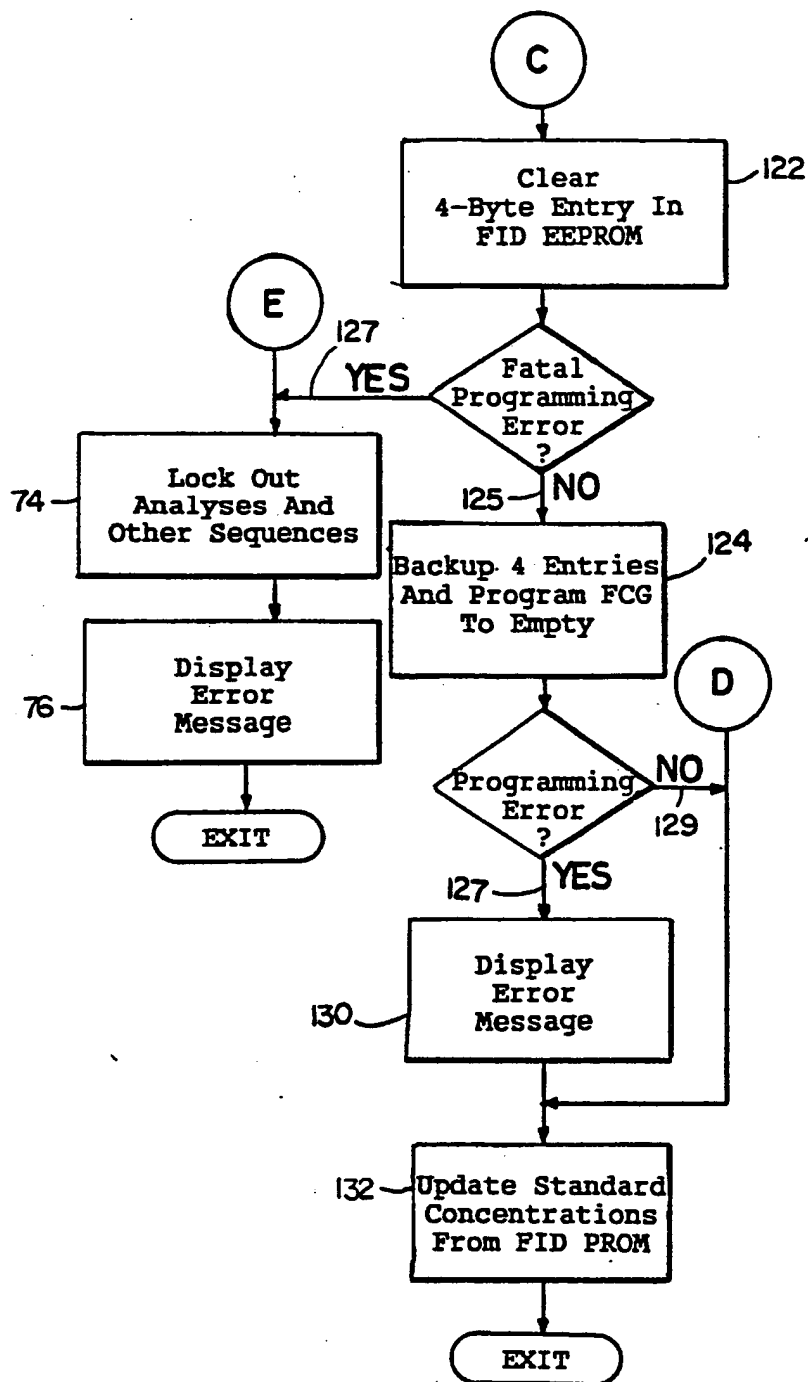 C
122
Clear
4-Byte Entry In
FID EEPROM
E
127
YES
Fatal
Programming
Error
?
74
Lock Out
Analyses And
Other Sequences
125
NO
124
Backup 4 Entries
And Program FCG
To Empty
D
76
Display
Error
Message
EXIT
Programming
Error
?
NO
129
127
YES
130
Display
Error
Message
132
Update Standard
Concentrations
From FID PROM
EXIT